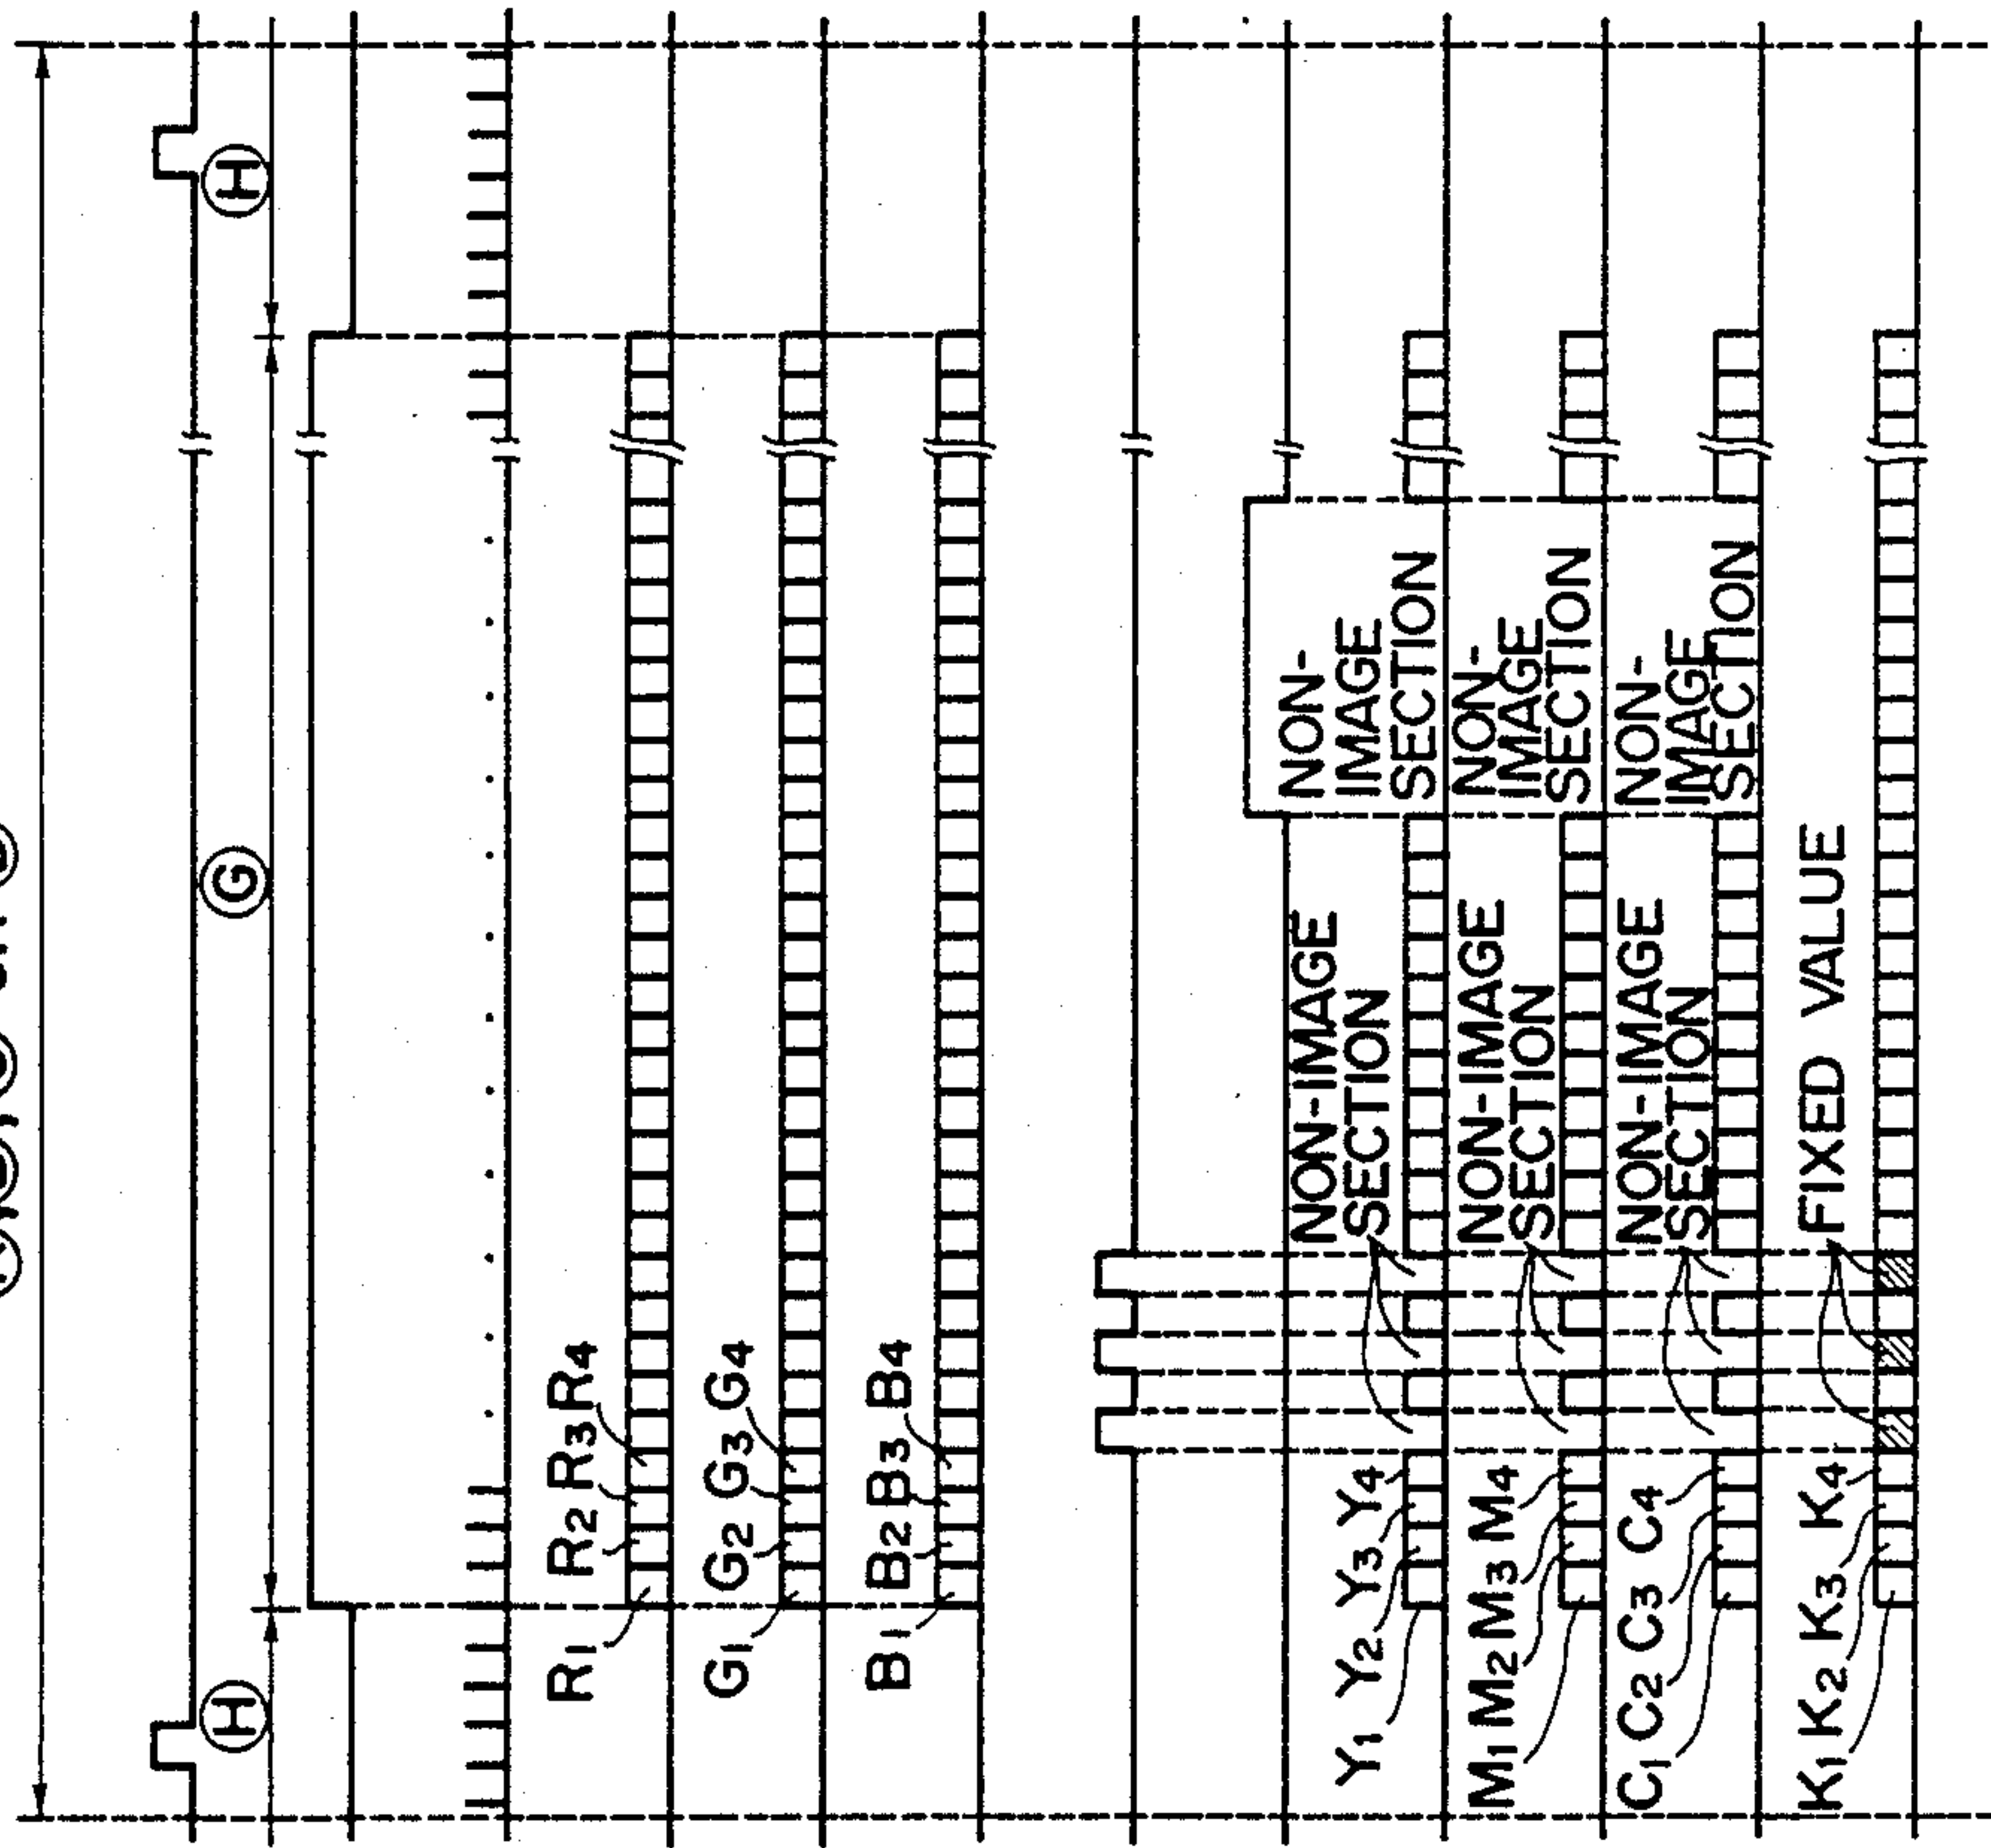 H G H
R1 R2 R3 R4
G1 G2 G3 G4
B1 B2 B3 B4
NON-IMAGE
SECTION
NON-
IMAGE
SECTION
Y1 Y2 Y3 Y4
NON-IMAGE
SECTION
NON-
IMAGE
SECTION
M1 M2 M3 M4
NON-IMAGE
SECTION
NON-
IMAGE
SECTION
C1 C2 C3 C4
FIXED VALUE
K1 K2 K3 K4